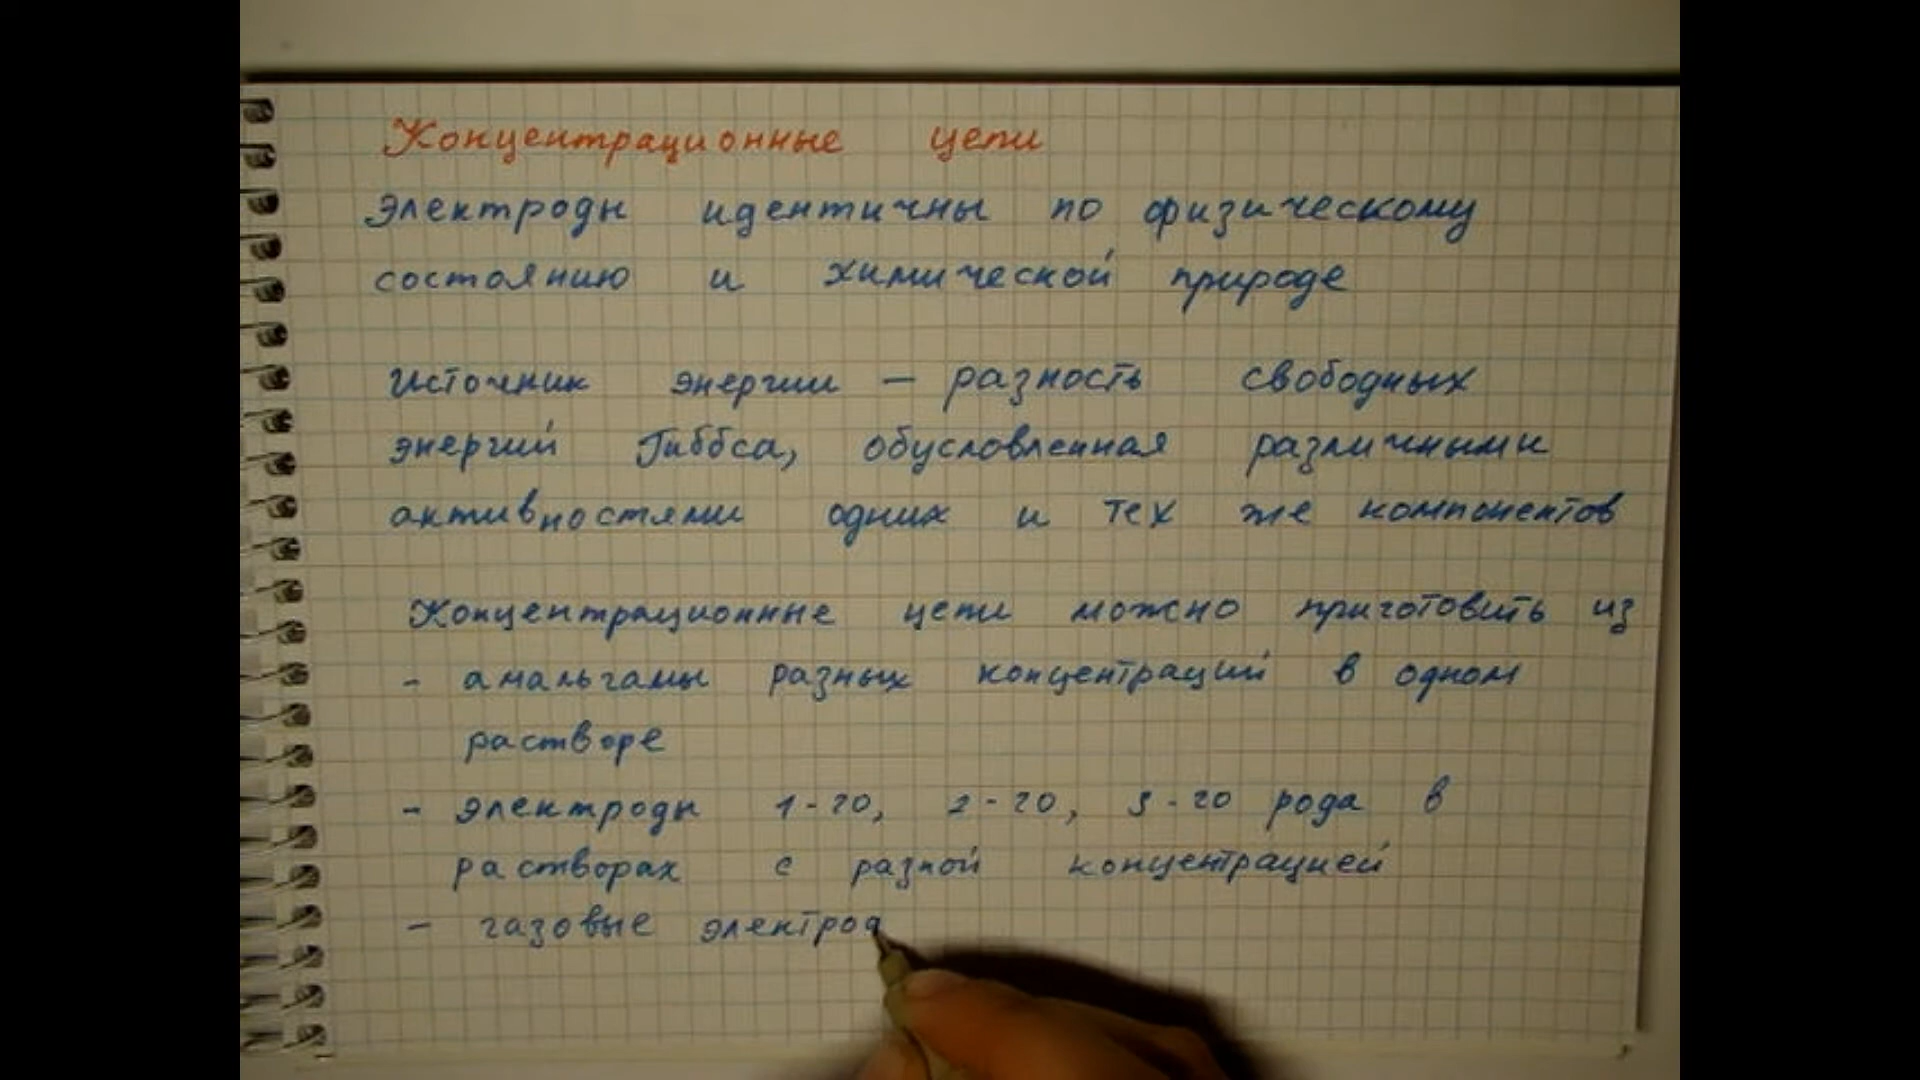 Концентрационные цепи
Электроды идентичны по физическому
состоянию и химической природе
Источник энергии — разность свободных
энергий Гиббса, обусловленная различными
активностями одних и тех же компонентов
Концентрационные цепи можно приготовить из
- амальгамы разных концентраций в одном
растворе
- электроды 1-го, 2-го, 3-го рода в
растворах с разной концентрацией
- газовые электрод